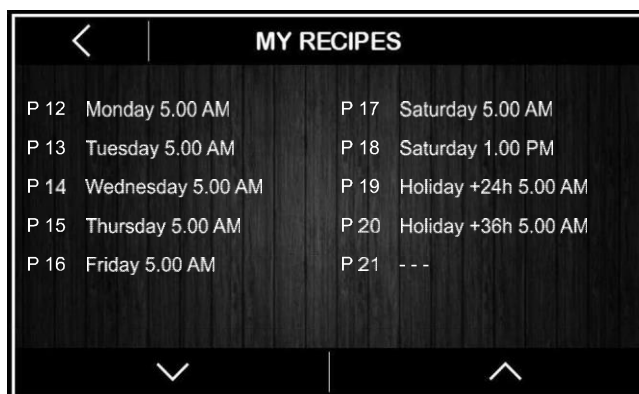 MY RECIPES
P 12 Monday 5.00 AM
P 13 Tuesday 5.00 AM
P 14 Wednesday 5.00 AM
P 15 Thursday 5.00 AM
P 16 Friday 5.00 AM
P 17 Saturday 5.00 AM
P 18 Saturday 1.00 PM
P 19 Holiday +24h 5.00 AM
P 20 Holiday +36h 5.00 AM
P 21 - - -